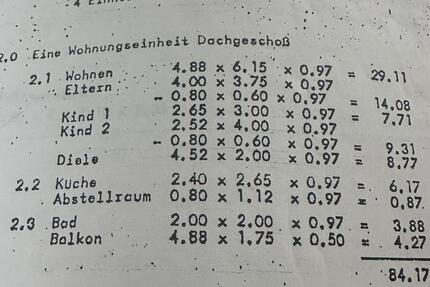 4
2.0 Eine Wohnungseinheit Dachgeschoß
2.1 Wohnen 4.88 x 6.15 x 0.97 = 29.11
Eltern 4.00 x 3.75 x 0.97
- 0.80 x 0.60 x 0.97 = 14.08
Kind 1 2.65 x 3.00 x 0.97 = 7.71
Kind 2 2.52 x 4.00 x 0.97
- 0.80 x 0.60 x 0.97 = 9.31
Diele 4.52 x 2.00 x 0.97 = 8.77
2.2 Küche 2.40 x 2.65 x 0.97 = 6.17
Abstellraum 0.80 x 1.12 x 0.97 = 0.87
2.3 Bad 2.00 x 2.00 x 0.97 = 3.88
Balkon 4.88 x 1.75 x 0.50 = 4.27
84.17